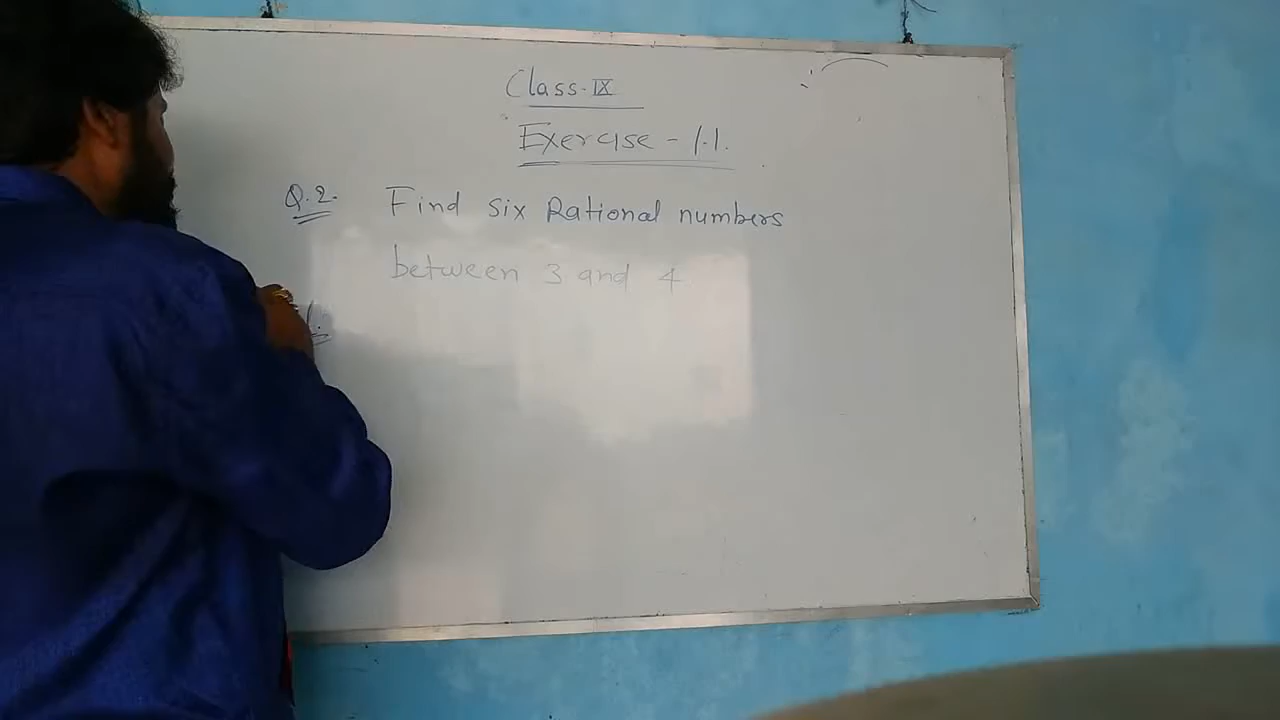 Class-IX
Exercise - 1.1.
Q.2. Find six Rational numbers
between 3 and 4